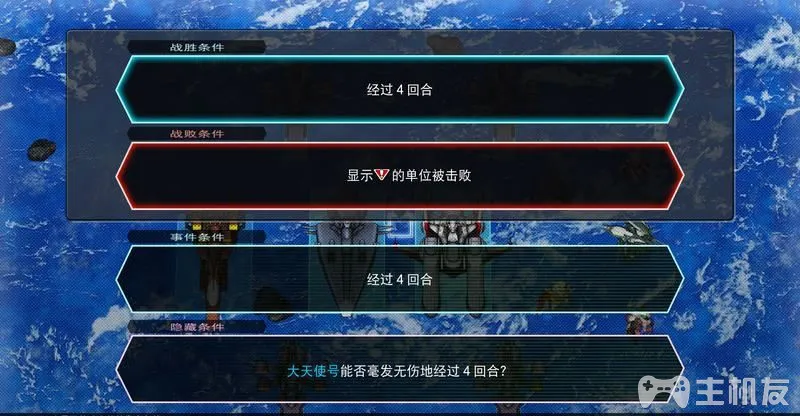 战胜条件
经过4回合
战败条件
显示的单位被击败
事件条件
经过4回合
隐藏条件
大天使号能否毫发无伤地经过4回合?
主机友